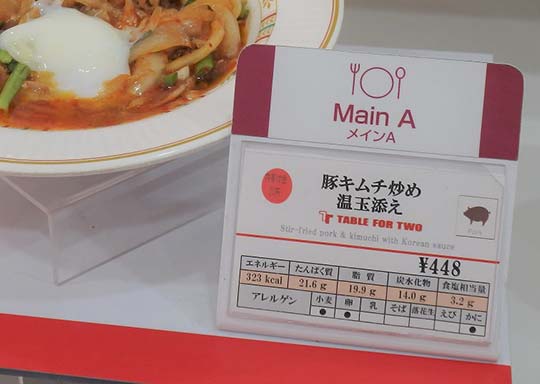 Main A
メインA
豚キムチ炒め
温玉添え
TABLE FOR TWO
Stir-fried pork & kimuchi with Korean sauce
Pork
¥448
エネルギー たんぱく質 脂質 炭水化物 食塩相当量
323 kcal 21.6 g 19.9 g 14.0 g 3.2 g
アレルゲン 小麦 卵 乳 そば 落花生 えび かに
● ● ●